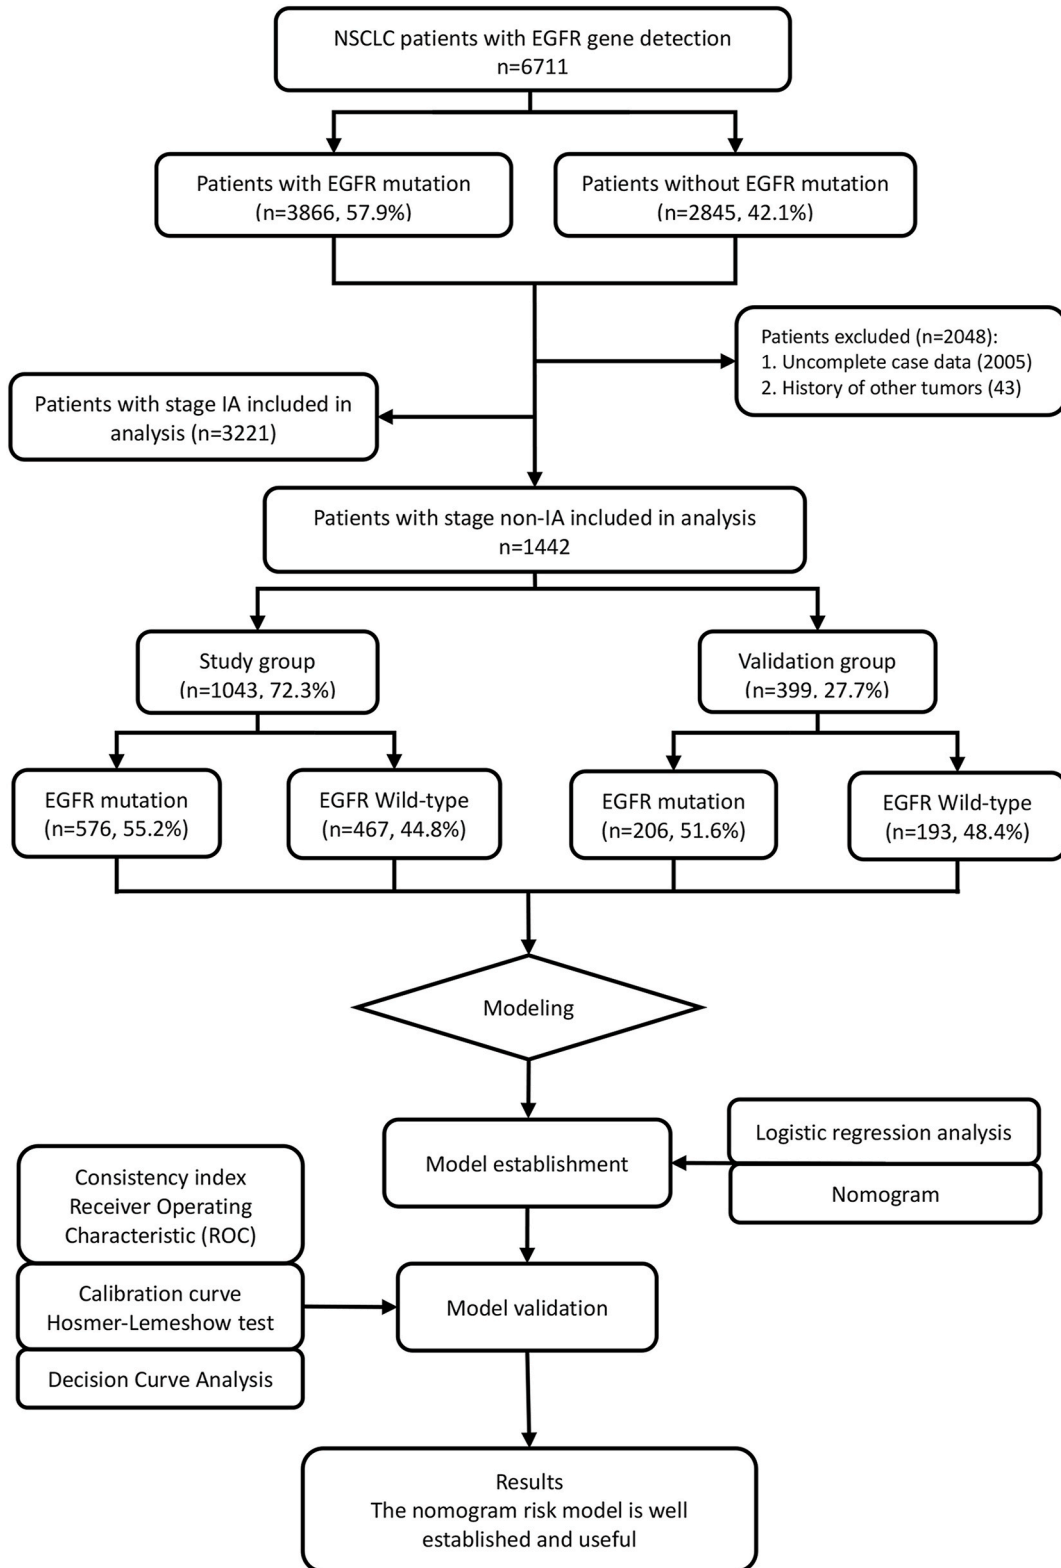 NSCLC patients with EGFR gene detection
n=6711
Patients with EGFR mutation
(n=3866, 57.9%)
Patients without EGFR mutation
(n=2845, 42.1%)
Patients excluded (n=2048):
1. Uncomplete case data (2005)
2. History of other tumors (43)
Patients with stage IA included in
analysis (n=3221)
Patients with stage non-IA included in analysis
n=1442
Study group
(n=1043, 72.3%)
Validation group
(n=399, 27.7%)
EGFR mutation
(n=576, 55.2%)
EGFR Wild-type
(n=467, 44.8%)
EGFR mutation
(n=206, 51.6%)
EGFR Wild-type
(n=193, 48.4%)
Modeling
Model establishment
Logistic regression analysis
Nomogram
Consistency index
Receiver Operating
Characteristic (ROC)
Calibration curve
Hosmer-Lemeshow test
Decision Curve Analysis
Model validation
Results
The nomogram risk model is well
established and useful